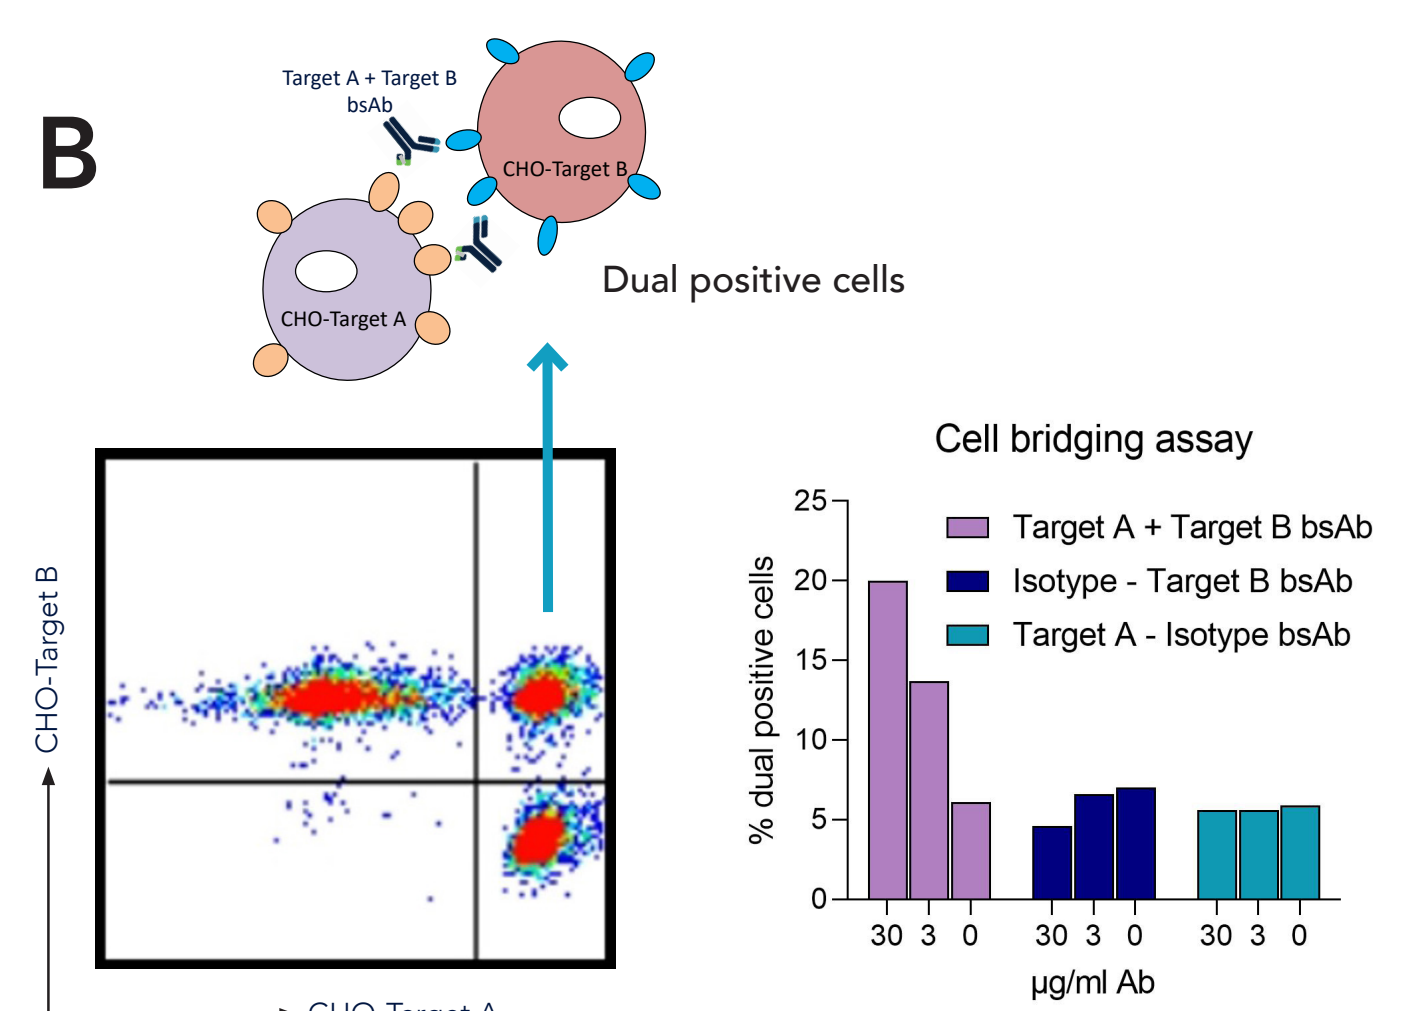 B
Target A + Target B
bsAb
CHO-Target B
CHO-Target A
Dual positive cells
CHO-Target B
CHO-Target A
Cell bridging assay
% dual positive cells
25
20
15
10
5
0
Target A + Target B bsAb
Isotype - Target B bsAb
Target A - Isotype bsAb
30 3 0 30 3 0 30 3 0
µg/ml Ab